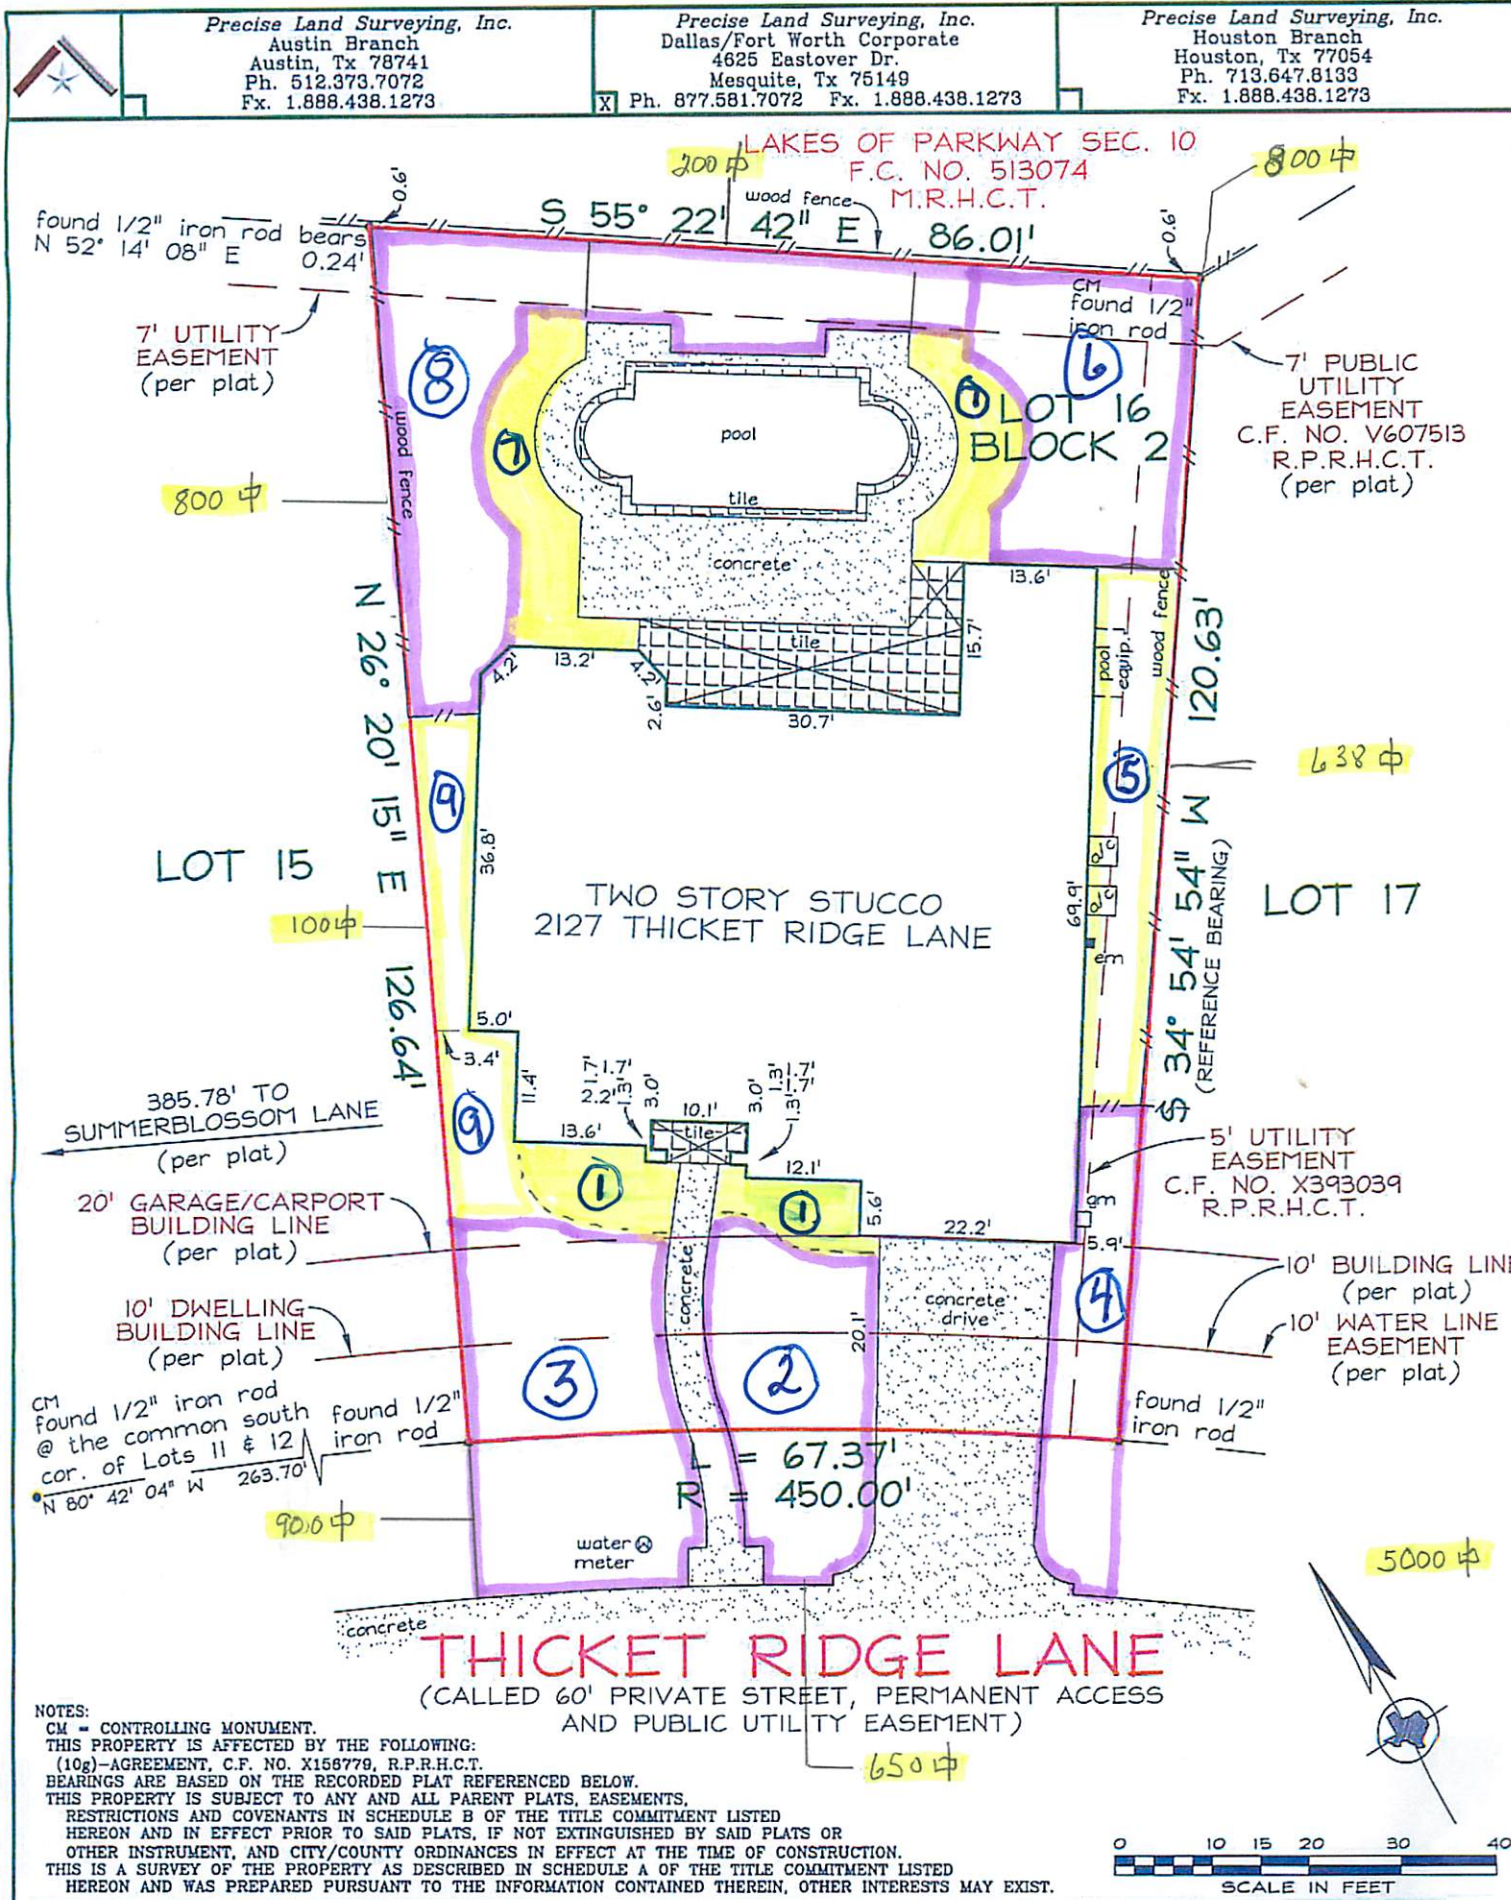 Precise Land Surveying, Inc.
Austin Branch
Austin, Tx 78741
Ph. 512.373.7072
Fx. 1.888.438.1273
Precise Land Surveying, Inc.
Dallas/Fort Worth Corporate
4625 Eastover Dr.
Mesquite, Tx 75149
X Ph. 877.581.7072 Fx. 1.888.438.1273
Precise Land Surveying, Inc.
Houston Branch
Houston, Tx 77054
Ph. 713.647.8133
Fx. 1.888.438.1273
LAKES OF PARKWAY SEC. 10
F.C. NO. 513074
M.R.H.C.T.
200
800
0.6'
wood fence
S 55° 22' 42" E 86.01'
0.6'
found 1/2" iron rod bears
N 52° 14' 08" E 0.24'
CM
found 1/2"
iron rod
7' UTILITY
EASEMENT
(per plat)
7' PUBLIC
UTILITY
EASEMENT
C.F. NO. V607513
R.P.R.H.C.T.
(per plat)
8
6
7
7
LOT 16
BLOCK 2
pool
tile
concrete
wood fence
800
13.6'
wood fence
15.7'
tile
4.2'
13.2'
4.2'
2.6'
30.7'
pool
equip.
N 26° 20' 15" E 126.64'
S 34° 54' 54" W 120.63'
(REFERENCE BEARING)
638
5
9
36.8'
LOT 15
TWO STORY STUCCO
2127 THICKET RIDGE LANE
69.9'
a/c
a/c
em
LOT 17
100
5.0'
3.4'
11.4'
9
1.7'
1.7'
2.2'
1.3'
3.0'
10.1'
tile
3.0'
1.3'
1.7'
1.7'
1.3'
13.6'
12.1'
1
1
5.6'
385.78' TO
SUMMERBLOSSOM LANE
(per plat)
5' UTILITY
EASEMENT
C.F. NO. X393039
R.P.R.H.C.T.
gm
20' GARAGE/CARPORT
BUILDING LINE
(per plat)
22.2'
5.9'
10' BUILDING LINE
(per plat)
10' DWELLING
BUILDING LINE
(per plat)
concrete
concrete
drive
20.1'
4
10' WATER LINE
EASEMENT
(per plat)
3
2
CM
found 1/2" iron rod
@ the common south
cor. of Lots 11 & 12
N 80° 42' 04" W 263.70'
found 1/2"
iron rod
found 1/2"
iron rod
L = 67.37'
R = 450.00'
900
water
meter
W
5000
concrete
THICKET RIDGE LANE
(CALLED 60' PRIVATE STREET, PERMANENT ACCESS
AND PUBLIC UTILITY EASEMENT)
650
NOTES:
CM = CONTROLLING MONUMENT.
THIS PROPERTY IS AFFECTED BY THE FOLLOWING:
(10g)-AGREEMENT, C.F. NO. X156779, R.P.R.H.C.T.
BEARINGS ARE BASED ON THE RECORDED PLAT REFERENCED BELOW.
THIS PROPERTY IS SUBJECT TO ANY AND ALL PARENT PLATS, EASEMENTS,
RESTRICTIONS AND COVENANTS IN SCHEDULE B OF THE TITLE COMMITMENT LISTED
HEREON AND IN EFFECT PRIOR TO SAID PLATS, IF NOT EXTINGUISHED BY SAID PLATS OR
OTHER INSTRUMENT, AND CITY/COUNTY ORDINANCES IN EFFECT AT THE TIME OF CONSTRUCTION.
THIS IS A SURVEY OF THE PROPERTY AS DESCRIBED IN SCHEDULE A OF THE TITLE COMMITMENT LISTED
HEREON AND WAS PREPARED PURSUANT TO THE INFORMATION CONTAINED THEREIN, OTHER INTERESTS MAY EXIST.
0 10 15 20 30 40
SCALE IN FEET